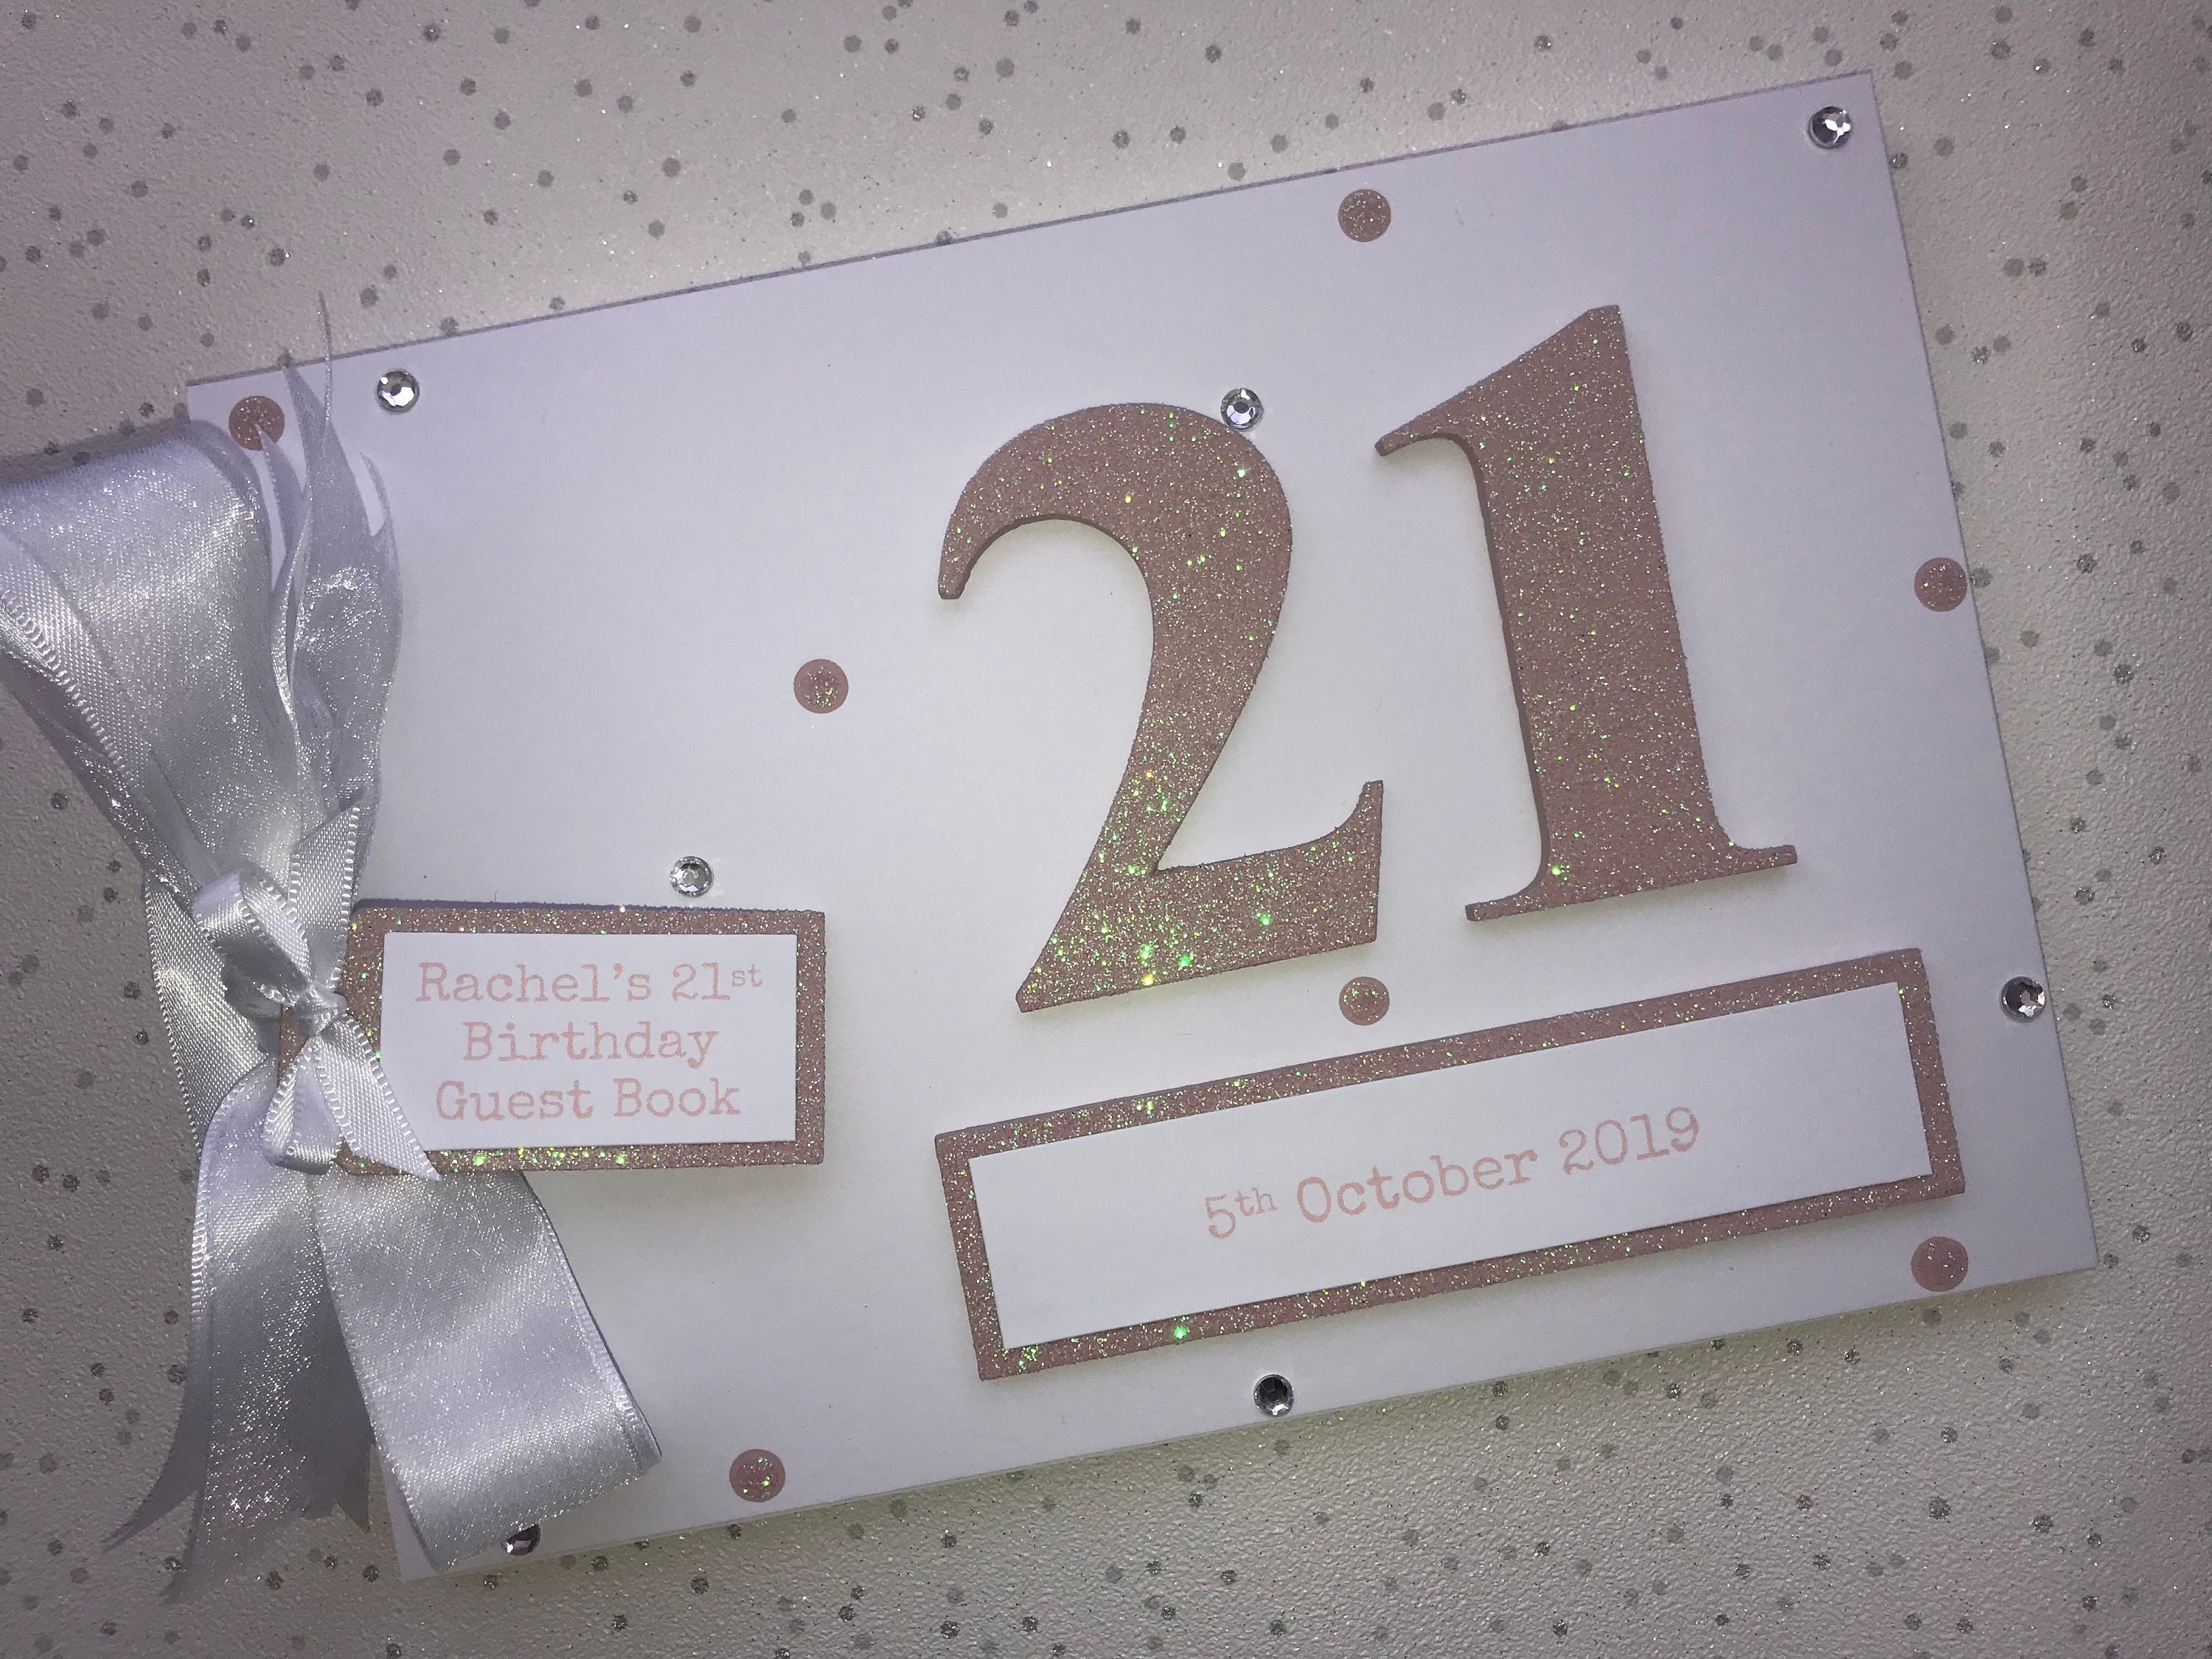 21
Rachel's 21st
Birthday
Guest Book
5th October 2019